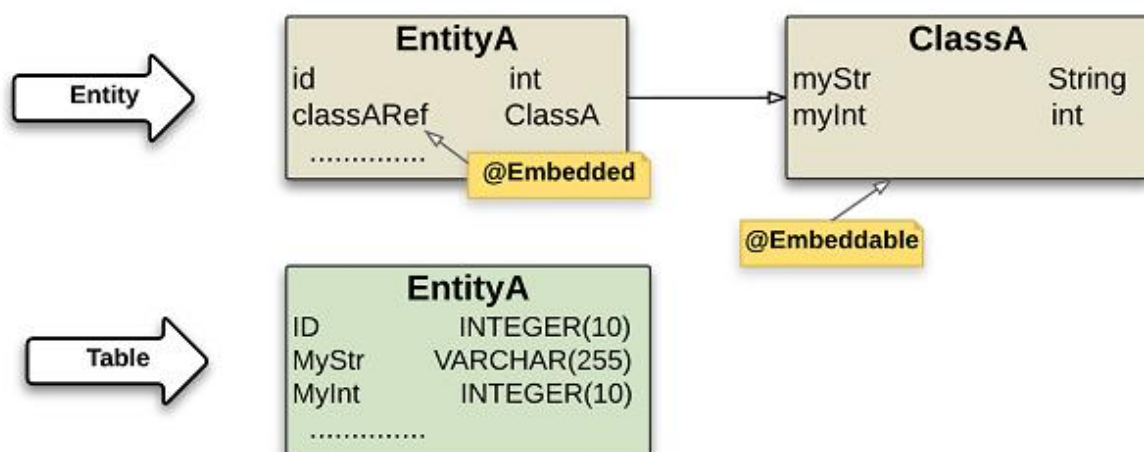 EntityA
ClassA
Entity
id int
classARef ClassA
..............
myStr String
myInt int
@Embedded
@Embeddable
EntityA
Table
ID INTEGER(10)
MyStr VARCHAR(255)
MyInt INTEGER(10)
..............